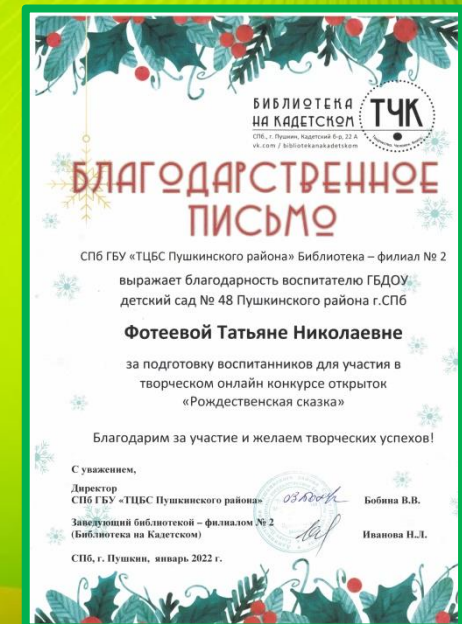 БИБЛИОТЕКА
НА КАДЕТСКОМ
СПб., г. Пушкин, Кадетский б-р, 22 А
vk.com / bibliotekanakadetskom
ТЧК
БЛАГОДАРСТВЕННОЕ
ПИСЬМО
СПб ГБУ «ТЦБС Пушкинского района» Библиотека – филиал № 2
выражает благодарность воспитателю ГБДОУ
детский сад № 48 Пушкинского района г.СПб
Фотеевой Татьяне Николаевне
за подготовку воспитанников для участия в
творческом онлайн конкурсе открыток
«Рождественская сказка»
Благодарим за участие и желаем творческих успехов!
С уважением,
Директор
СПб ГБУ «ТЦБС Пушкинского района» Бобина В.В.
Заведующий библиотекой – филиалом № 2
(Библиотека на Кадетском) Иванова Н.Л.
СПб, г. Пушкин, январь 2022 г.